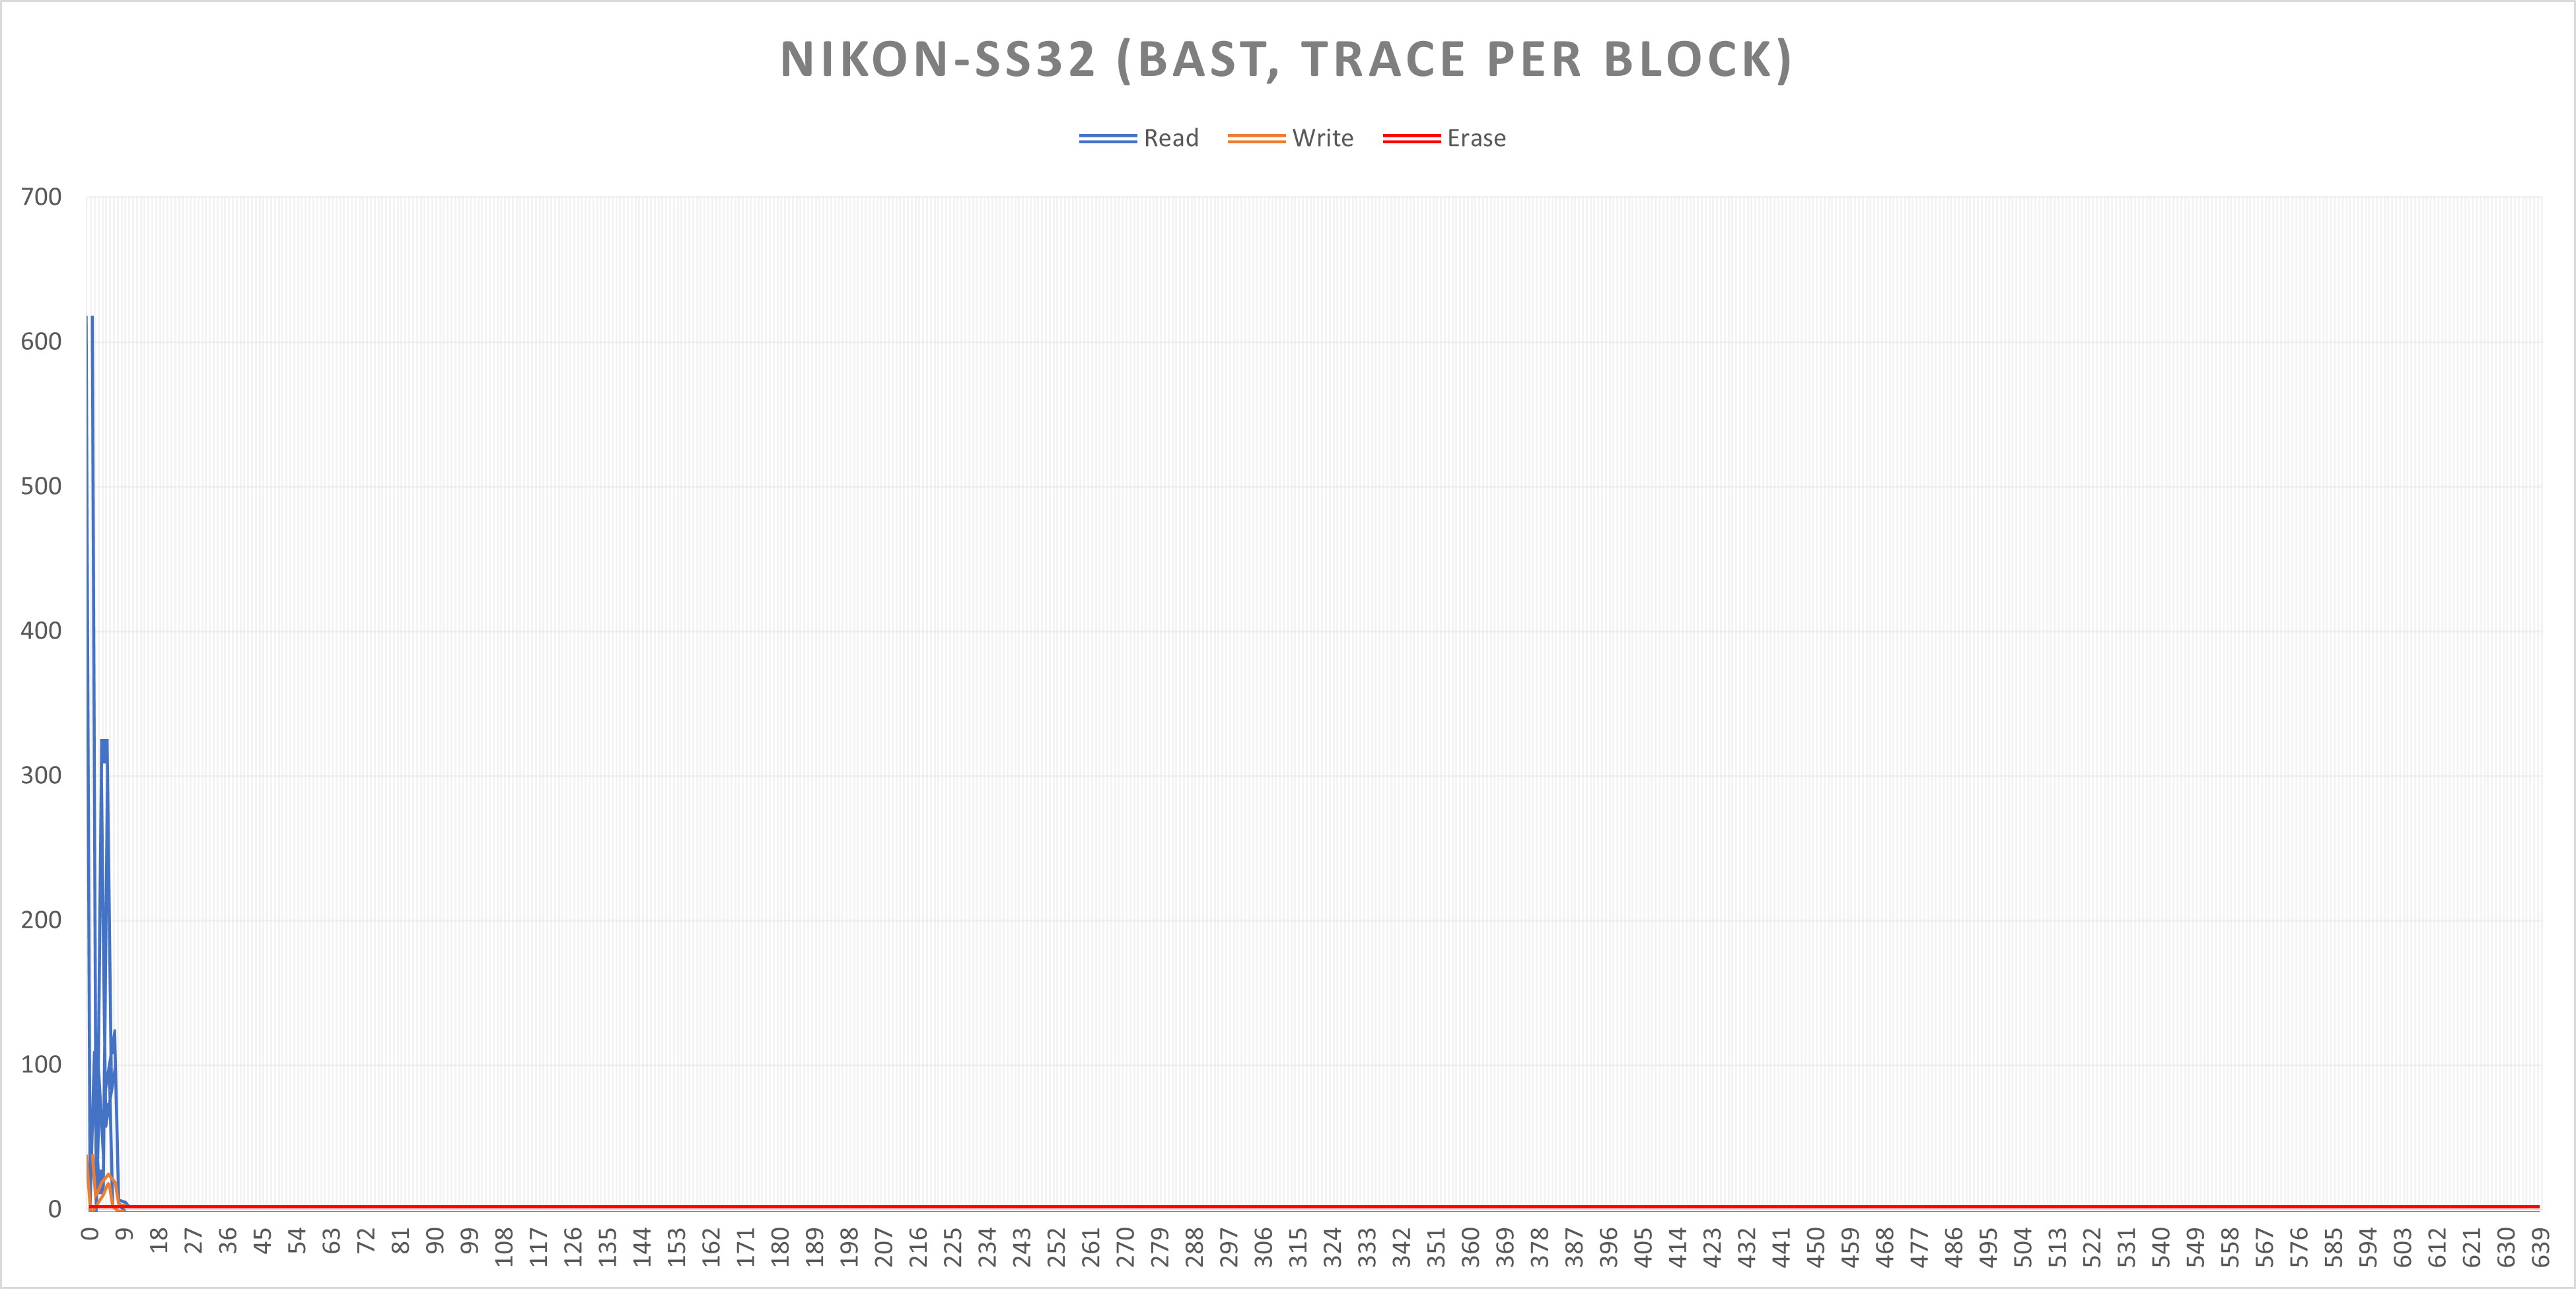 NIKON-SS32 (BAST, TRACE PER BLOCK)
Read Write Erase
700
600
500
400
300
200
100
0
0 9 18 27 36 45 54 63 72 81 90 99 108 117 126 135 144 153 162 171 180 189 198 207 216 225 234 243 252 261 270 279 288 297 306 315 324 333 342 351 360 369 378 387 396 405 414 423 432 441 450 459 468 477 486 495 504 513 522 531 540 549 558 567 576 585 594 603 612 621 630 639